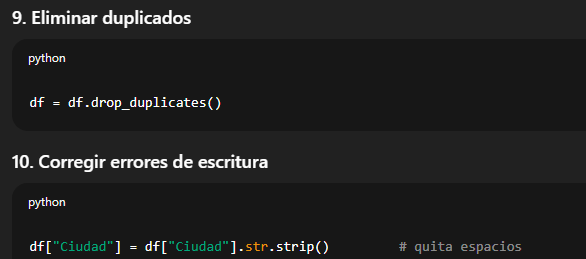 9. Eliminar duplicados
python
df = df.drop_duplicates()
10. Corregir errores de escritura
python
df["Ciudad"] = df["Ciudad"].str.strip() # quita espacios